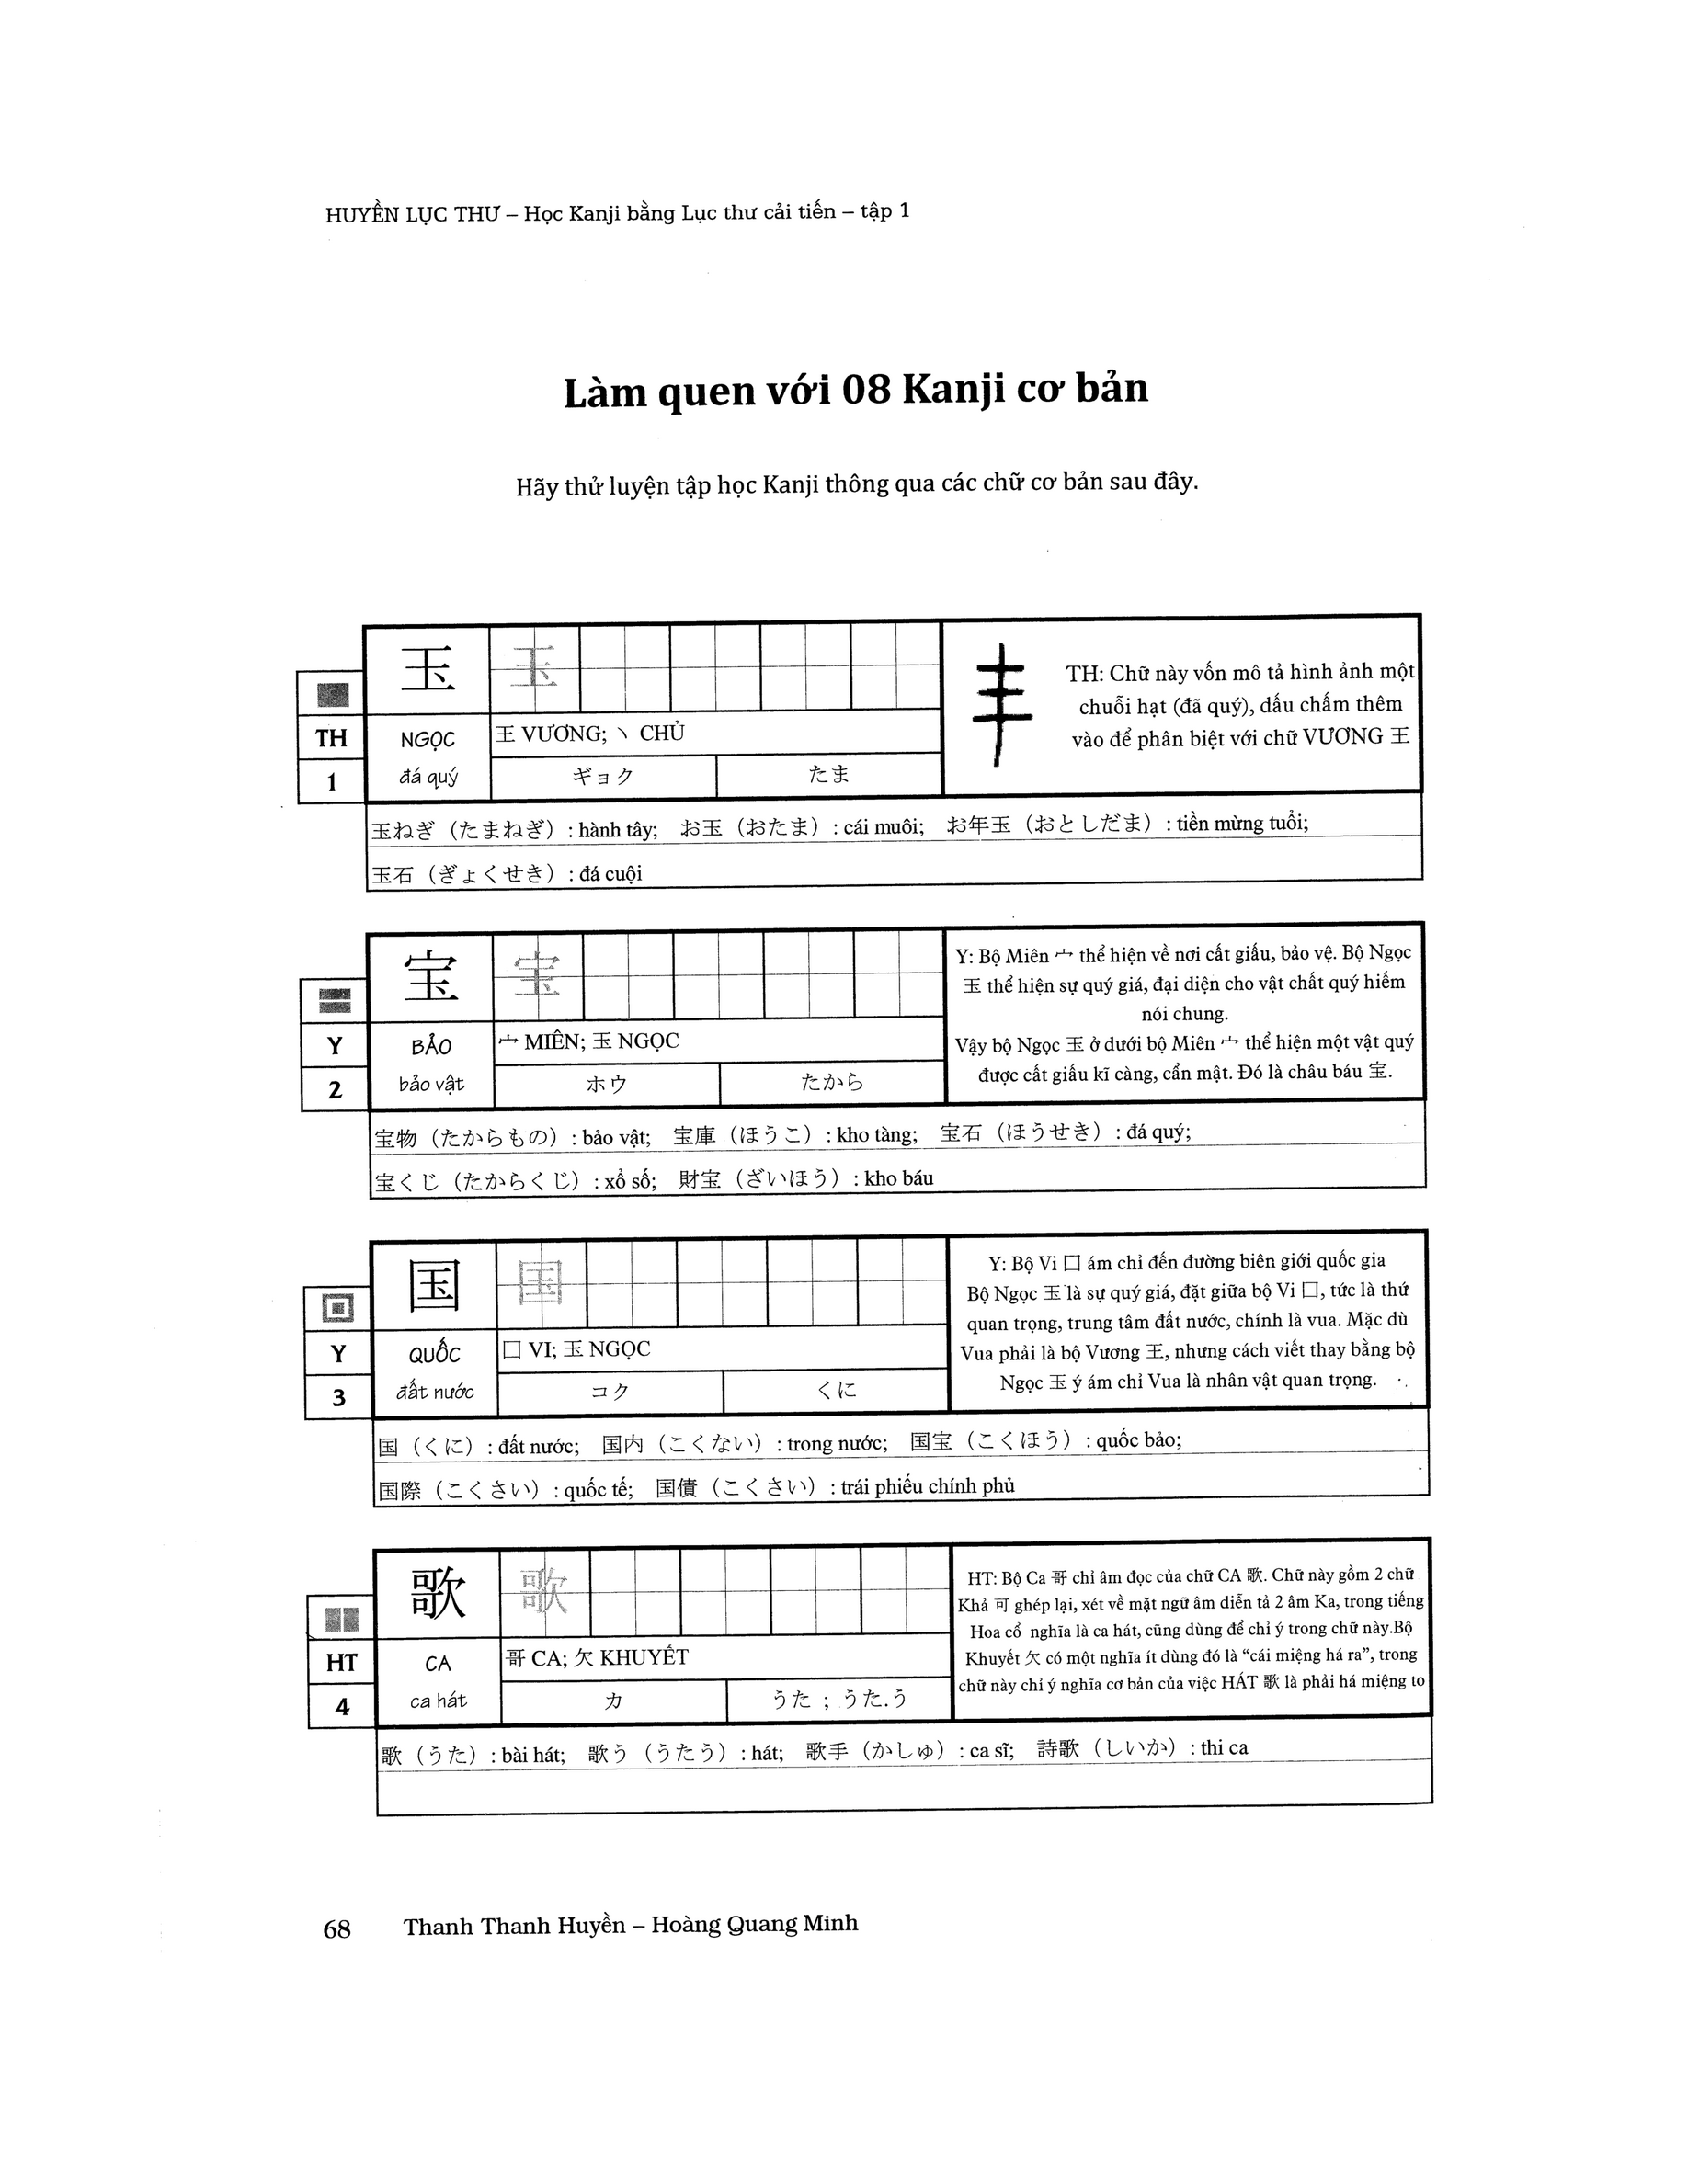 HUYỀN LỤC THƯ – Học Kanji bằng Lục thư cải tiến – tập 1
Làm quen với 08 Kanji cơ bản
Hãy thử luyện tập học Kanji thông qua các chữ cơ bản sau đây.
玉 玉
TH
1
NGỌC
đá quý
王 VƯƠNG; ヽ CHỦ
ギョク たま
TH: Chữ này vốn mô tả hình ảnh một
chuỗi hạt (đã quý), dấu chấm thêm
vào để phân biệt với chữ VƯƠNG 王
玉ねぎ（たまねぎ）: hành tây; お玉（おたま）: cái muôi; お年玉（おとしだま）: tiền mừng tuổi;
玉石（ぎょくせき）: đá cuội
宝 宝
Y
2
BẢO
bảo vật
宀 MIÊN; 玉 NGỌC
ホウ たから
Y: Bộ Miên 宀 thể hiện về nơi cất giấu, bảo vệ. Bộ Ngọc
玉 thể hiện sự quý giá, đại diện cho vật chất quý hiếm
nói chung.
Vậy bộ Ngọc 玉 ở dưới bộ Miên 宀 thể hiện một vật quý
được cất giấu kĩ càng, cẩn mật. Đó là châu báu 宝.
宝物（たからもの）: bảo vật; 宝庫（ほうこ）: kho tàng; 宝石（ほうせき）: đá quý;
宝くじ（たからくじ）: xổ số; 財宝（ざいほう）: kho báu
国 国
Y
3
QUỐC
đất nước
囗 VI; 玉 NGỌC
コク くに
Y: Bộ Vi 囗 ám chỉ đến đường biên giới quốc gia
Bộ Ngọc 玉 là sự quý giá, đặt giữa bộ Vi 囗, tức là thứ
quan trọng, trung tâm đất nước, chính là vua. Mặc dù
Vua phải là bộ Vương 王, nhưng cách viết thay bằng bộ
Ngọc 玉 ý ám chỉ Vua là nhân vật quan trọng.
国（くに）: đất nước; 国内（こくない）: trong nước; 国宝（こくほう）: quốc bảo;
国際（こくさい）: quốc tế; 国債（こくさい）: trái phiếu chính phủ
歌 歌
HT
4
CA
ca hát
哥 CA; 欠 KHUYẾT
カ うた ; うた.う
HT: Bộ Ca 哥 chỉ âm đọc của chữ CA 歌. Chữ này gồm 2 chữ
Khả 可 ghép lại, xét về mặt ngữ âm diễn tả 2 âm Ka, trong tiếng
Hoa cổ nghĩa là ca hát, cũng dùng để chỉ ý trong chữ này.Bộ
Khuyết 欠 có một nghĩa ít dùng đó là “cái miệng há ra”, trong
chữ này chỉ ý nghĩa cơ bản của việc HÁT 歌 là phải há miệng to
歌（うた）: bài hát; 歌う（うたう）: hát; 歌手（かしゅ）: ca sĩ; 詩歌（しいか）: thi ca
68 Thanh Thanh Huyền – Hoàng Quang Minh